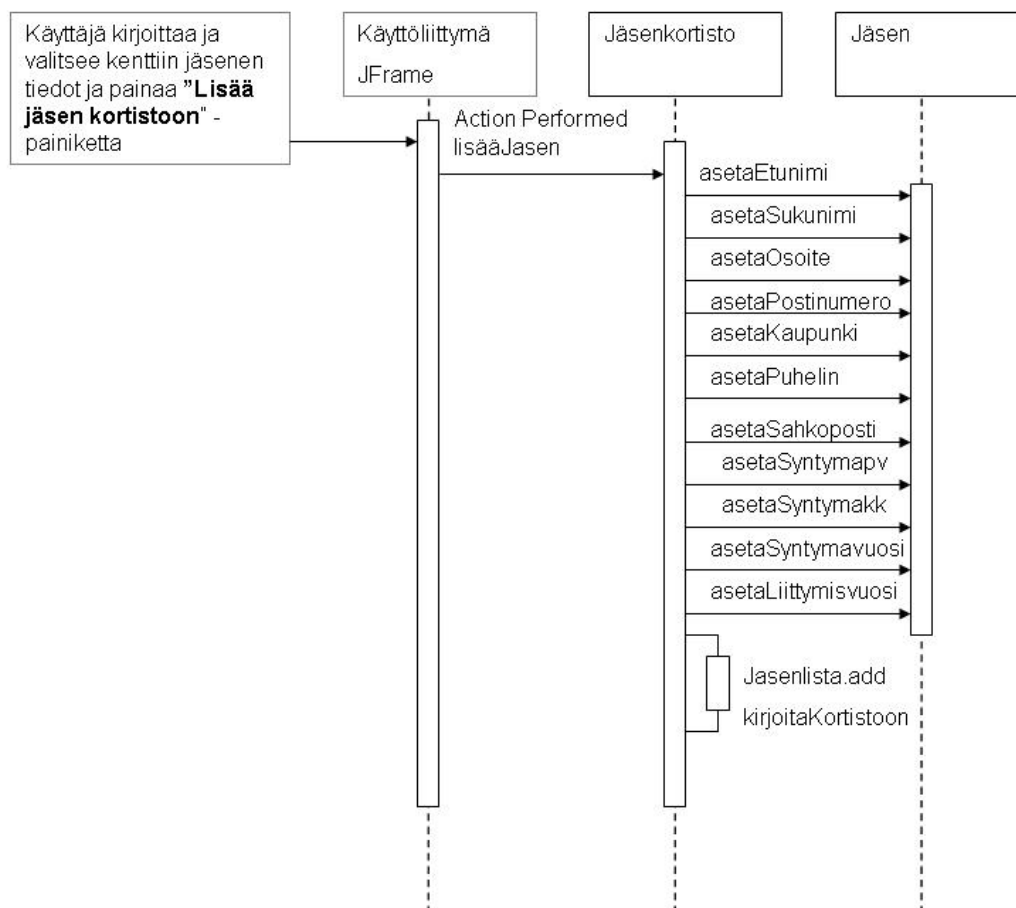 Käyttäjä kirjoittaa ja
valitsee kenttiin jäsenen
tiedot ja painaa ”Lisää
jäsen kortistoon" -
painiketta
Käyttöliittymä
JFrame
Jäsenkortisto
Jäsen
Action Performed
lisääJasen
asetaEtunimi
asetaSukunimi
asetaOsoite
asetaPostinumero
asetaKaupunki
asetaPuhelin
asetaSahkoposti
asetaSyntymapv
asetaSyntymakk
asetaSyntymavuosi
asetaLiittymisvuosi
Jasenlista.add
kirjoitaKortistoon